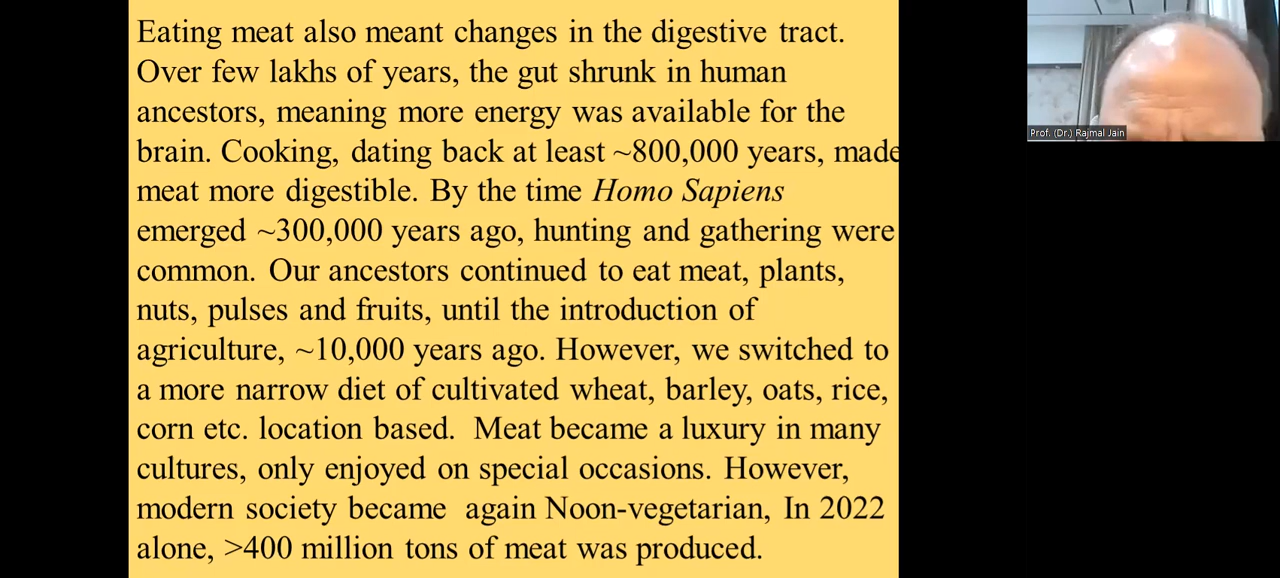 Eating meat also meant changes in the digestive tract.
Over few lakhs of years, the gut shrunk in human
ancestors, meaning more energy was available for the
brain. Cooking, dating back at least ~800,000 years, made
meat more digestible. By the time Homo Sapiens
emerged ~300,000 years ago, hunting and gathering were
common. Our ancestors continued to eat meat, plants,
nuts, pulses and fruits, until the introduction of
agriculture, ~10,000 years ago. However, we switched to
a more narrow diet of cultivated wheat, barley, oats, rice,
corn etc. location based. Meat became a luxury in many
cultures, only enjoyed on special occasions. However,
modern society became again Noon-vegetarian, In 2022
alone, >400 million tons of meat was produced.
Prof. (Dr.) Rajmal Jain